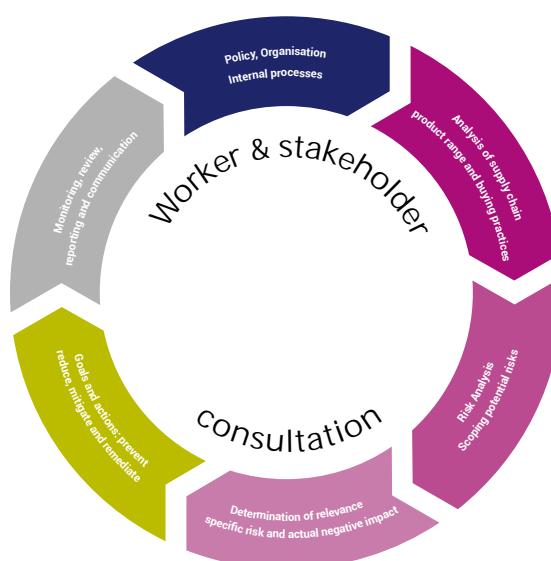 Policy, Organisation
Internal processes
Analysis of supply chain
product range and buying practices
Risk Analysis
Scoping potential risks
Determination of relevance
specific risk and actual negative impact
Goals and actions: prevent
reduce, mitigate and remediate
Monitoring, review,
reporting and communication
Worker & stakeholder
consultation